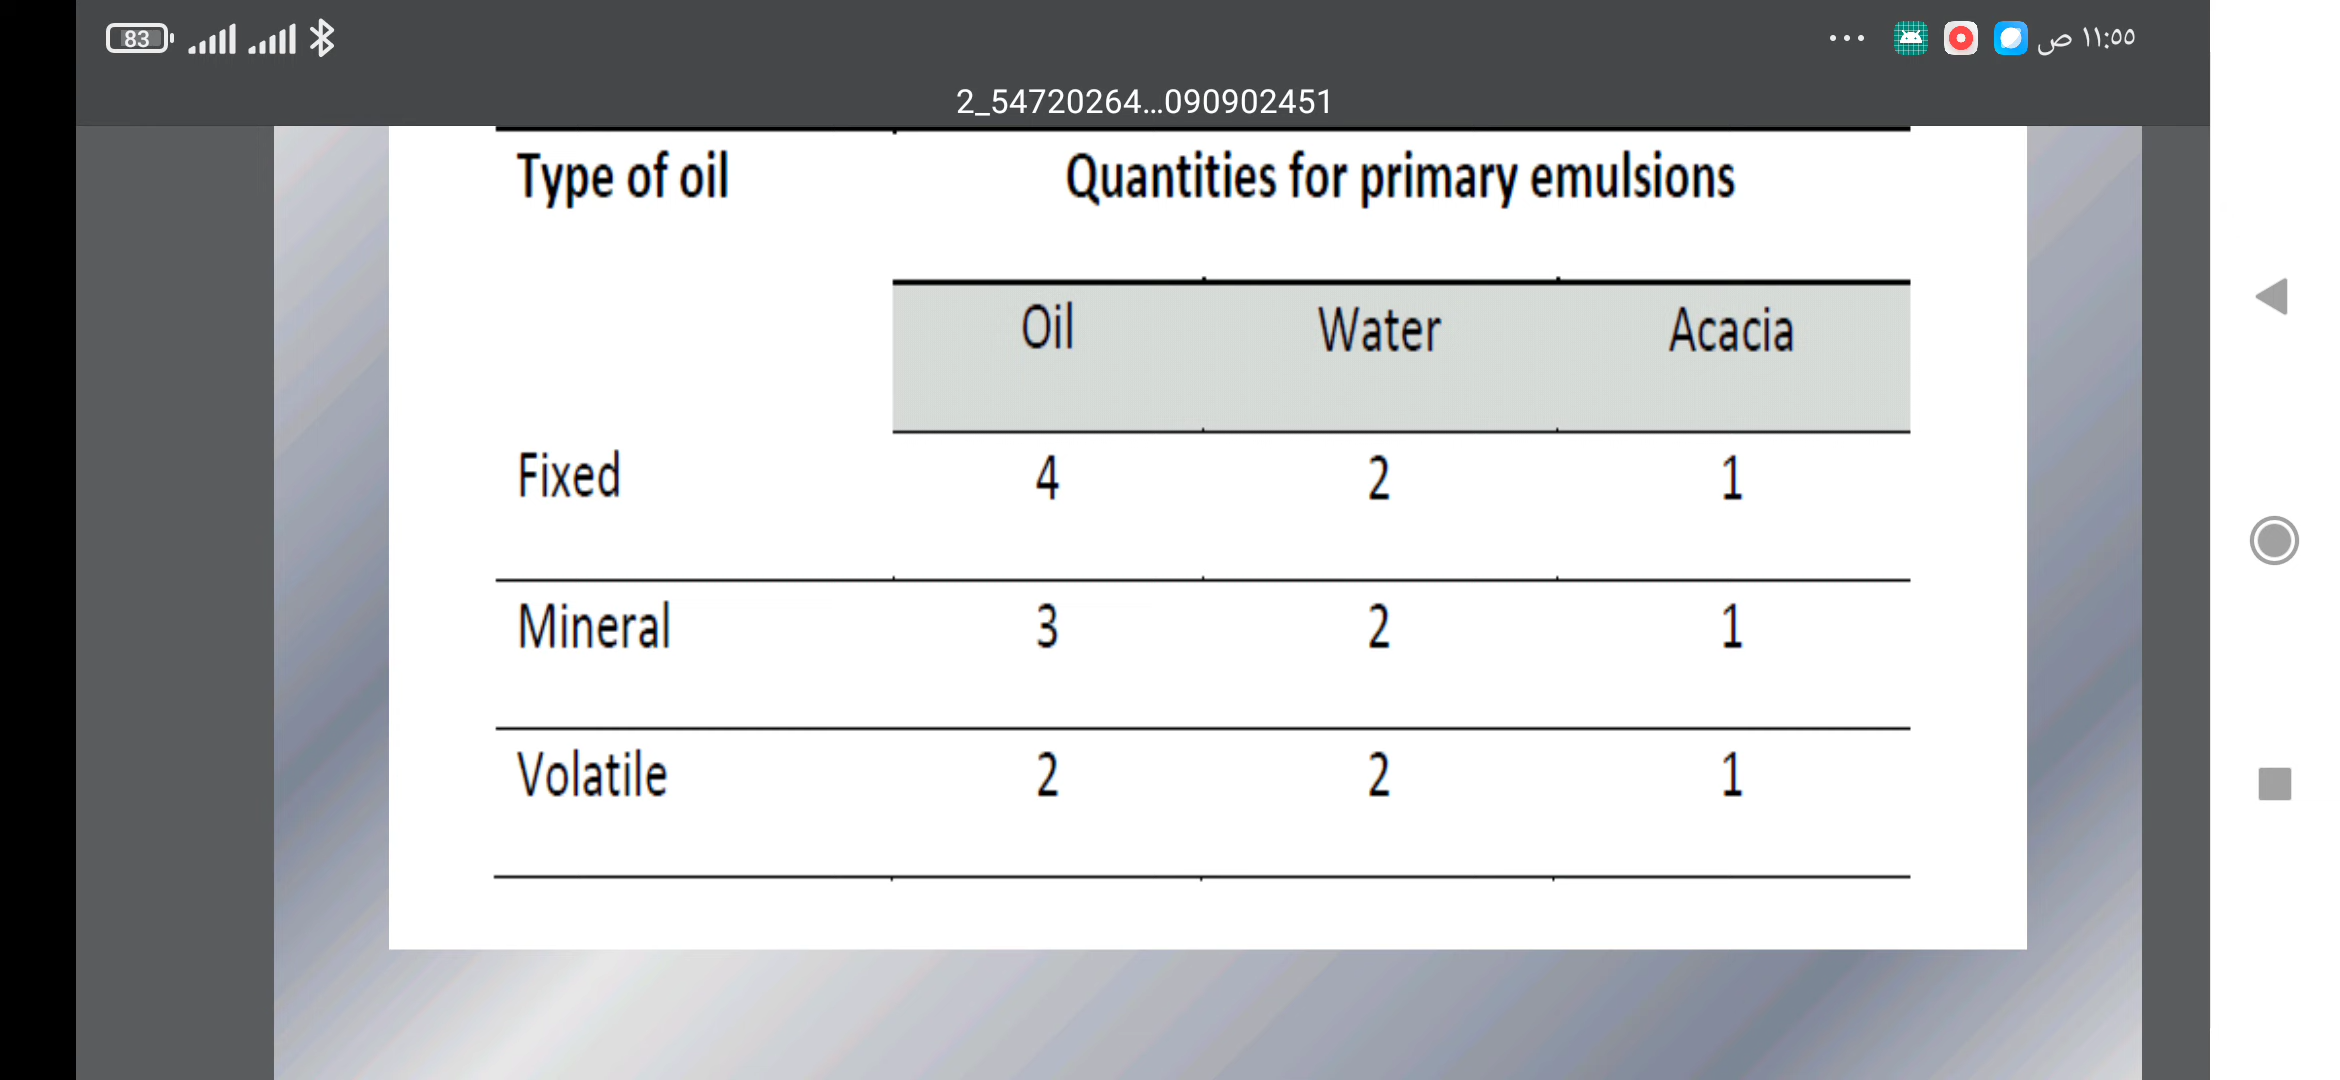 83 ... ١١:٥٥ ص
2_54720264...090902451
Type of oil Quantities for primary emulsions
Oil Water Acacia
Fixed 4 2 1
Mineral 3 2 1
Volatile 2 2 1